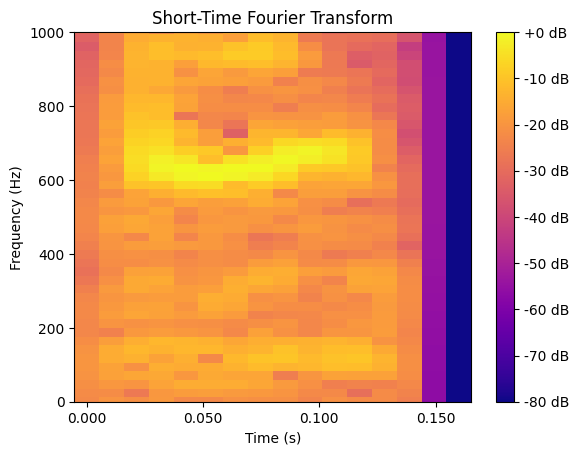 Short-Time Fourier Transform
Frequency (Hz)
1000
800
600
400
200
0
0.000 0.050 0.100 0.150
Time (s)
+0 dB
-10 dB
-20 dB
-30 dB
-40 dB
-50 dB
-60 dB
-70 dB
-80 dB